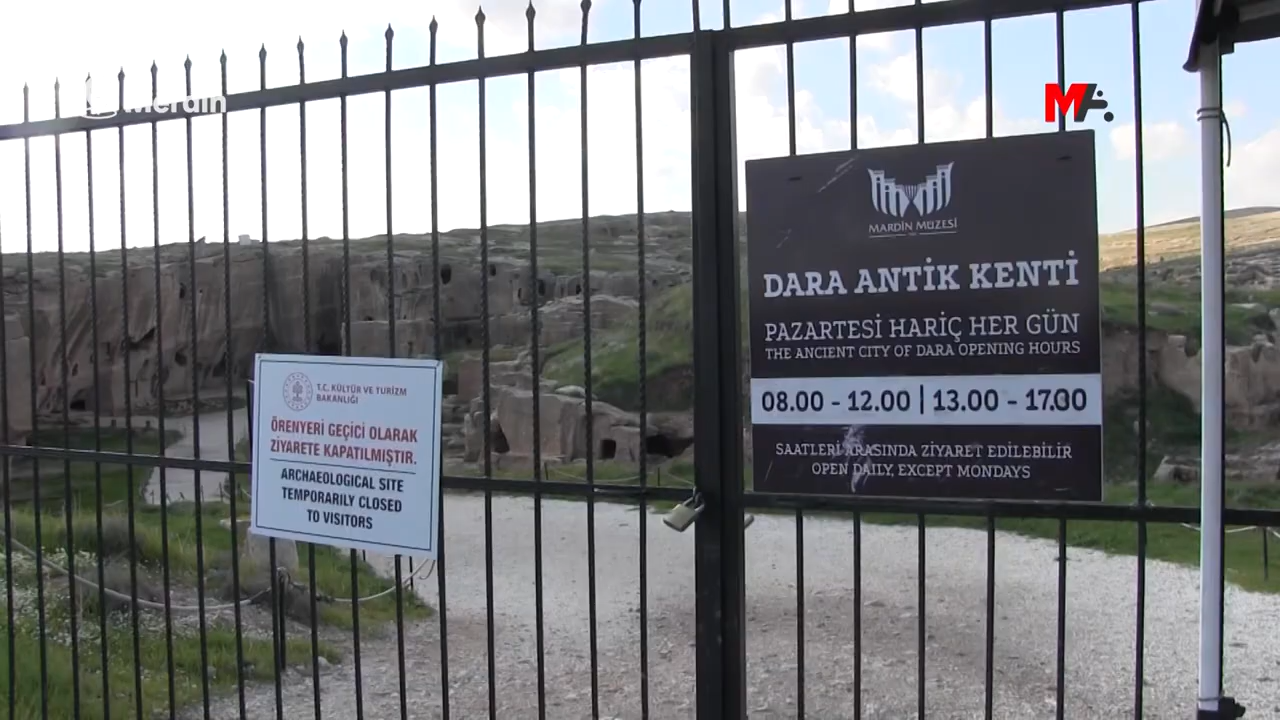 Merdin
MA
MARDİN MÜZESİ
DARA ANTİK KENTİ
PAZARTESİ HARİÇ HER GÜN
THE ANCIENT CITY OF DARA OPENING HOURS
08.00 - 12.00 | 13.00 - 17.00
SAATLERİ ARASINDA ZİYARET EDİLEBİLİR
OPEN DAILY, EXCEPT MONDAYS
T.C. KÜLTÜR VE TURİZM
BAKANLIĞI
ÖRENYERİ GEÇİCİ OLARAK
ZİYARETE KAPATILMIŞTIR.
ARCHAEOLOGICAL SITE
TEMPORARILY CLOSED
TO VISITORS